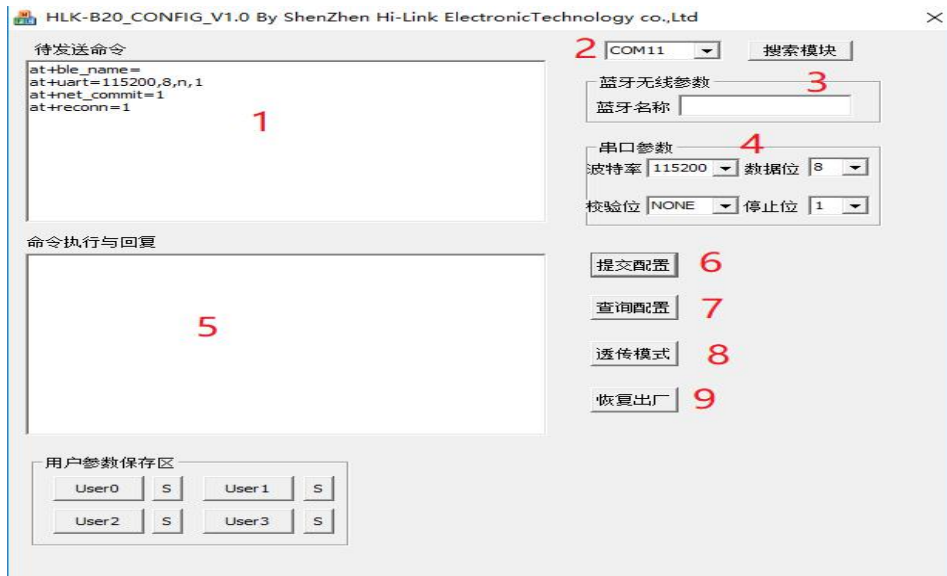 HLK-B20_CONFIG_V1.0 By ShenZhen Hi-Link ElectronicTechnology co.,Ltd
待发送命令
at+ble_name=
at+uart=115200,8,n,1
at+net_commit=1
at+reconn=1
1
2 COM11 搜索模块
蓝牙无线参数 3
蓝牙名称
串口参数 4
波特率 115200 数据位 8
校验位 NONE 停止位 1
命令执行与回复
5
提交配置 6
查询配置 7
透传模式 8
恢复出厂 9
用户参数保存区
User0 S User1 S
User2 S User3 S